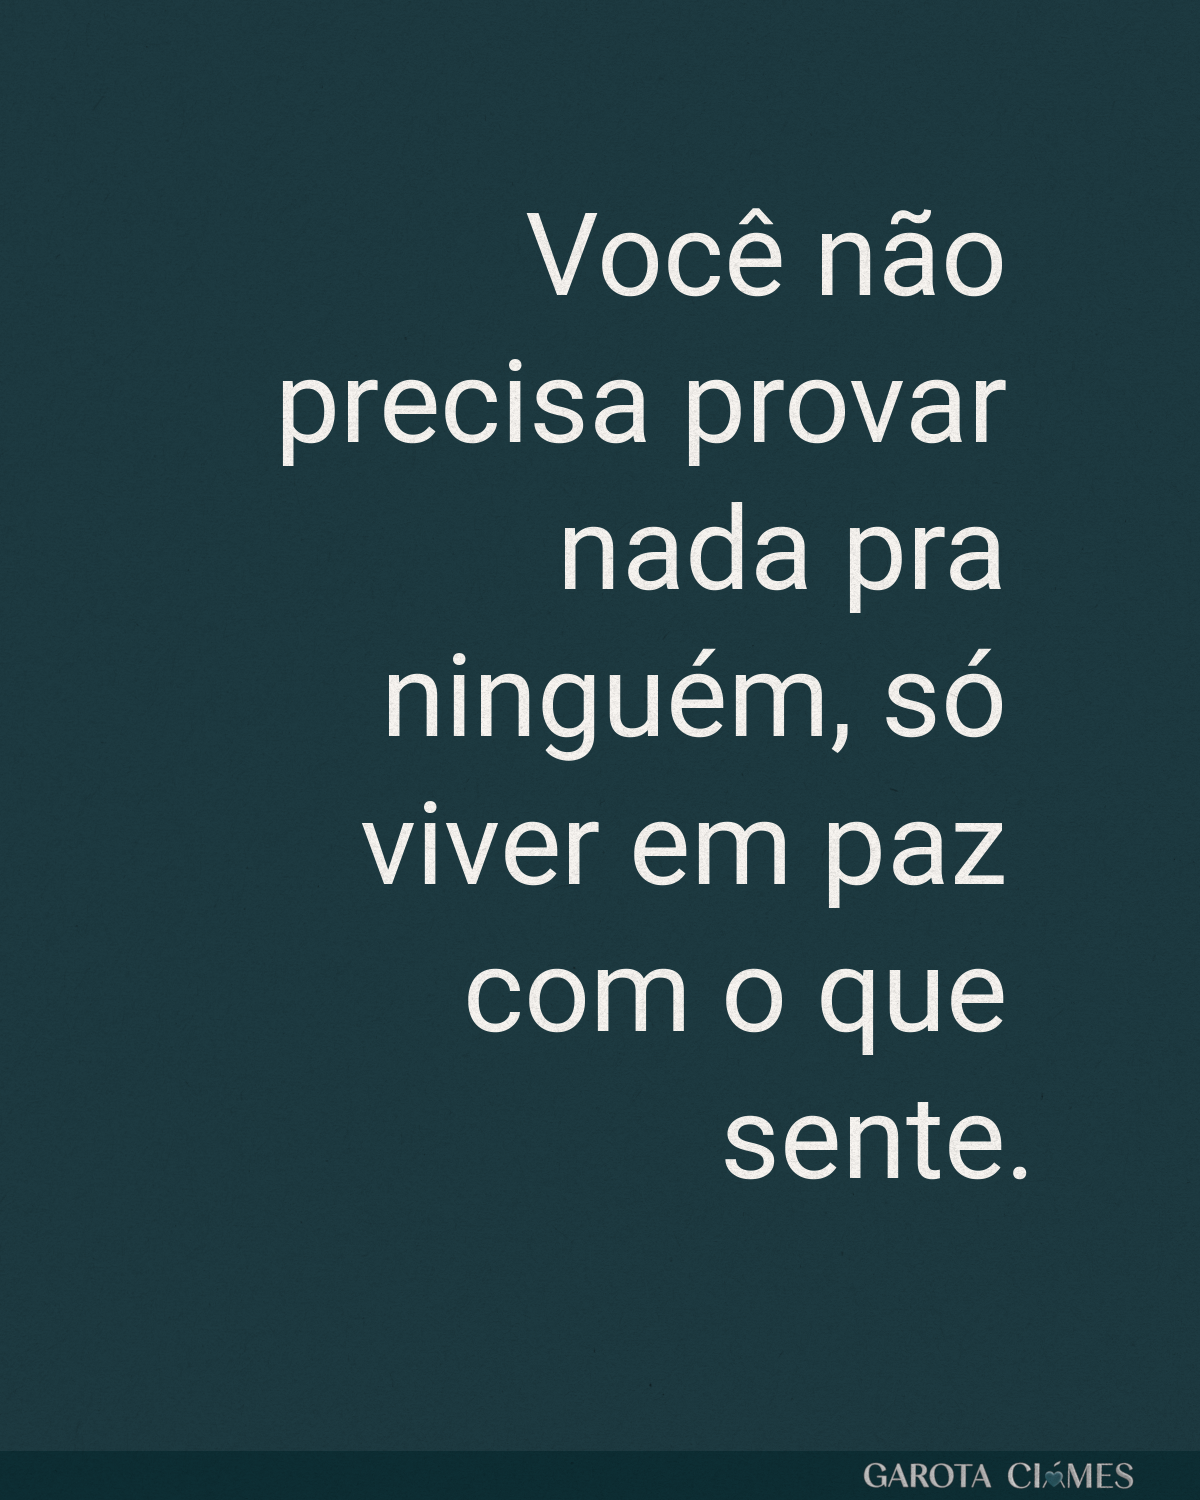 Você não
precisa provar
nada pra
ninguém, só
viver em paz
com o que
sente.
GAROTA CIÚMES